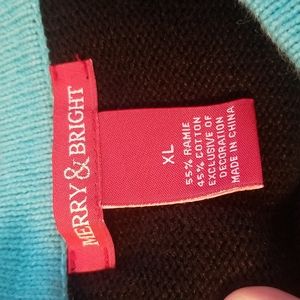 MERRY & BRIGHT
XL
55% RAMIE
45% COTTON
EXCLUSIVE OF
DECORATION
MADE IN CHINA